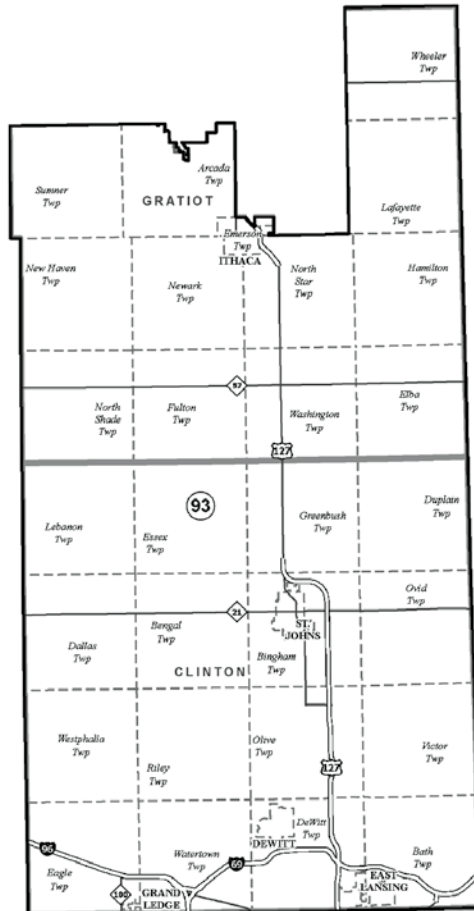 Wheeler
Twp
Arcada
Twp
Sumner
Twp
GRATIOT
Lafayette
Twp
Emerson
Twp
ITHACA
New Haven
Twp
Newark
Twp
North
Star
Twp
Hamilton
Twp
57
North
Shade
Twp
Fulton
Twp
Washington
Twp
Elba
Twp
127
93
Lebanon
Twp
Essex
Twp
Greenbush
Twp
Duplain
Twp
21
Ovid
Twp
Bengal
Twp
ST.
JOHNS
Dallas
Twp
Bingham
Twp
CLINTON
Westphalia
Twp
Riley
Twp
Olive
Twp
Victor
Twp
127
DEWITT
DeWitt
Twp
96
Watertown
Twp
69
Bath
Twp
Eagle
Twp
100
GRAND
LEDGE
EAST
LANSING